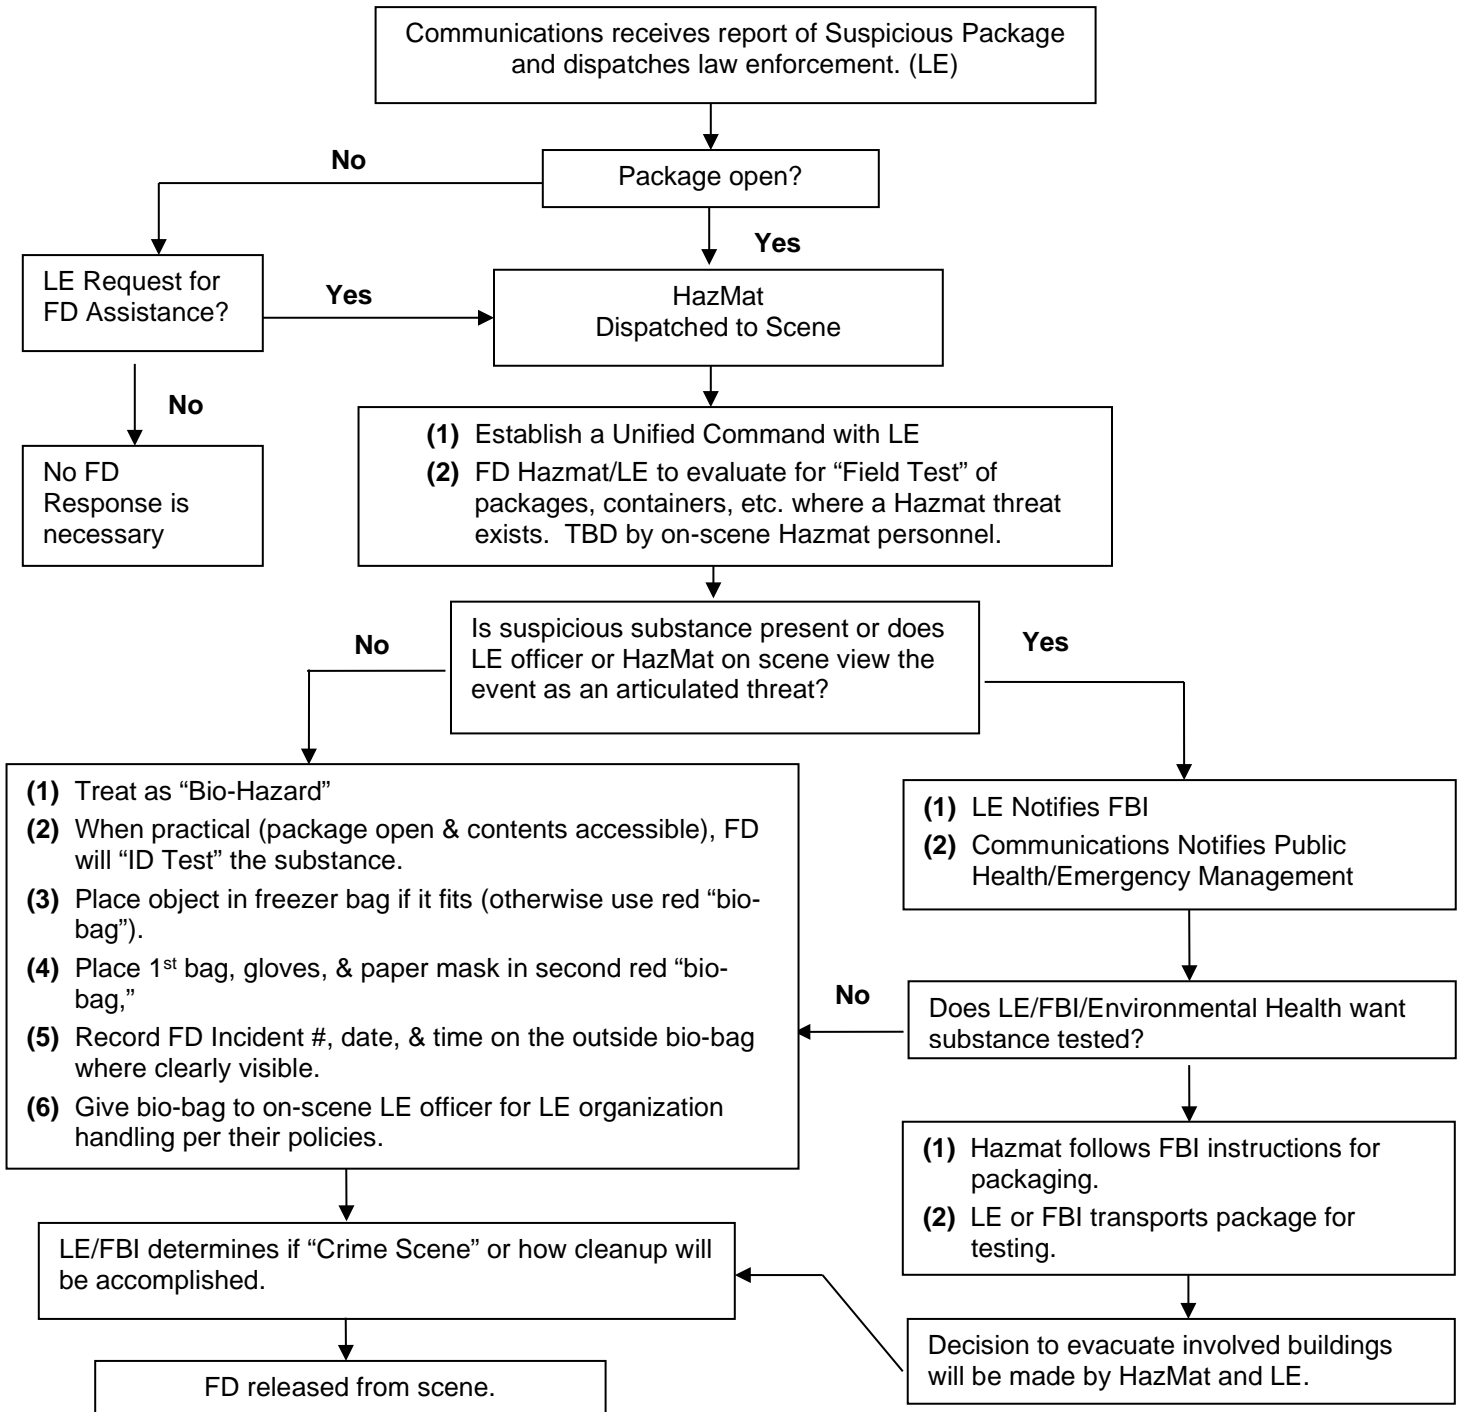 Communications receives report of Suspicious Package
and dispatches law enforcement. (LE)
No
Package open?
Yes
LE Request for
FD Assistance?
Yes
HazMat
Dispatched to Scene
No
No FD
Response is
necessary
(1) Establish a Unified Command with LE
(2) FD Hazmat/LE to evaluate for “Field Test” of
packages, containers, etc. where a Hazmat threat
exists.  TBD by on-scene Hazmat personnel.
No
Is suspicious substance present or does
LE officer or HazMat on scene view the
event as an articulated threat?
Yes
(1) Treat as “Bio-Hazard”
(2) When practical (package open & contents accessible), FD
will “ID Test” the substance.
(3) Place object in freezer bag if it fits (otherwise use red “bio-
bag”).
(4) Place 1st bag, gloves, & paper mask in second red “bio-
bag,”
(5) Record FD Incident #, date, & time on the outside bio-bag
where clearly visible.
(6) Give bio-bag to on-scene LE officer for LE organization
handling per their policies.
(1) LE Notifies FBI
(2) Communications Notifies Public
Health/Emergency Management
No
Does LE/FBI/Environmental Health want
substance tested?
(1) Hazmat follows FBI instructions for
packaging.
(2) LE or FBI transports package for
testing.
LE/FBI determines if “Crime Scene” or how cleanup will
be accomplished.
Decision to evacuate involved buildings
will be made by HazMat and LE.
FD released from scene.